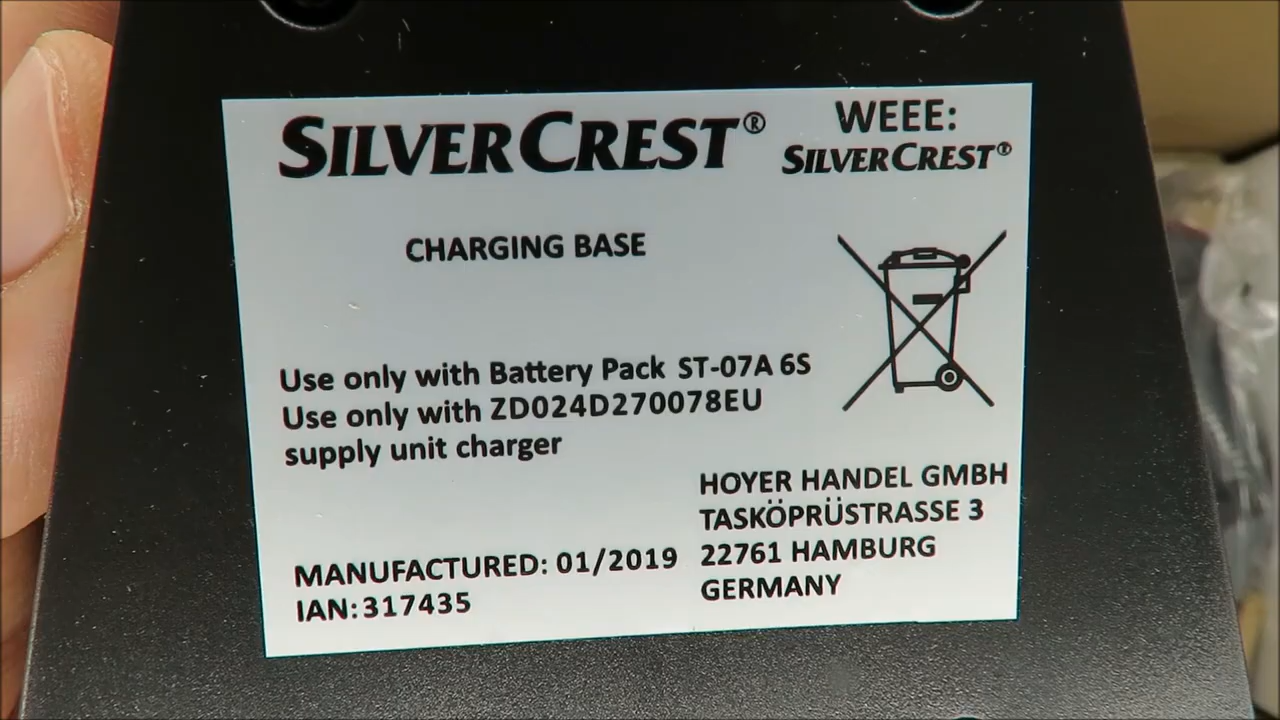 SILVERCREST®
WEEE:
SILVERCREST®
CHARGING BASE
Use only with Battery Pack ST-07A 6S
Use only with ZD024D270078EU
supply unit charger
MANUFACTURED: 01/2019
IAN:317435
HOYER HANDEL GMBH
TASKÖPRÜSTRASSE 3
22761 HAMBURG
GERMANY